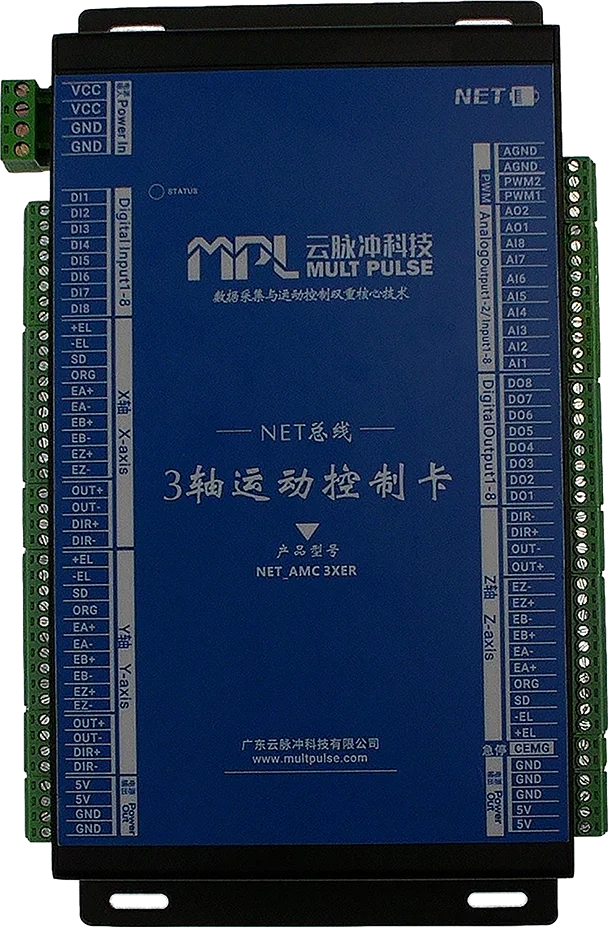 VCC
VCC
GND
GND
Power In
NET
STATUS
DI1
DI2
DI3
DI4
DI5
DI6
DI7
DI8
Digital Input1-8
+EL
-EL
SD
ORG
EA+
EA-
EB+
EB-
EZ+
EZ-
OUT+
OUT-
DIR+
DIR-
X轴 X-axis
+EL
-EL
SD
ORG
EA+
EA-
EB+
EB-
EZ+
EZ-
OUT+
OUT-
DIR+
DIR-
Y轴 Y-axis
5V
5V
GND
GND
Power Out
MPL 云脉冲科技
MULT PULSE
数据采集与运动控制双重核心技术
NET总线
3轴运动控制卡
产品型号
NET_AMC 3XER
广东云脉冲科技有限公司
www.multpulse.com
AGND
AGND
PWM2
PWM1
PWM
AO2
AO1
AI8
AI7
AI6
AI5
AI4
AI3
AI2
AI1
AnalogOutput1-2/Input1-8
DO8
DO7
DO6
DO5
DO4
DO3
DO2
DO1
DigitalOutput1-8
DIR-
DIR+
OUT-
OUT+
EZ-
EZ+
EB-
EB+
EA-
EA+
ORG
SD
-EL
+EL
Z轴 Z-axis
急停 CEMG
GND
GND
GND
5V
5V
Power Out